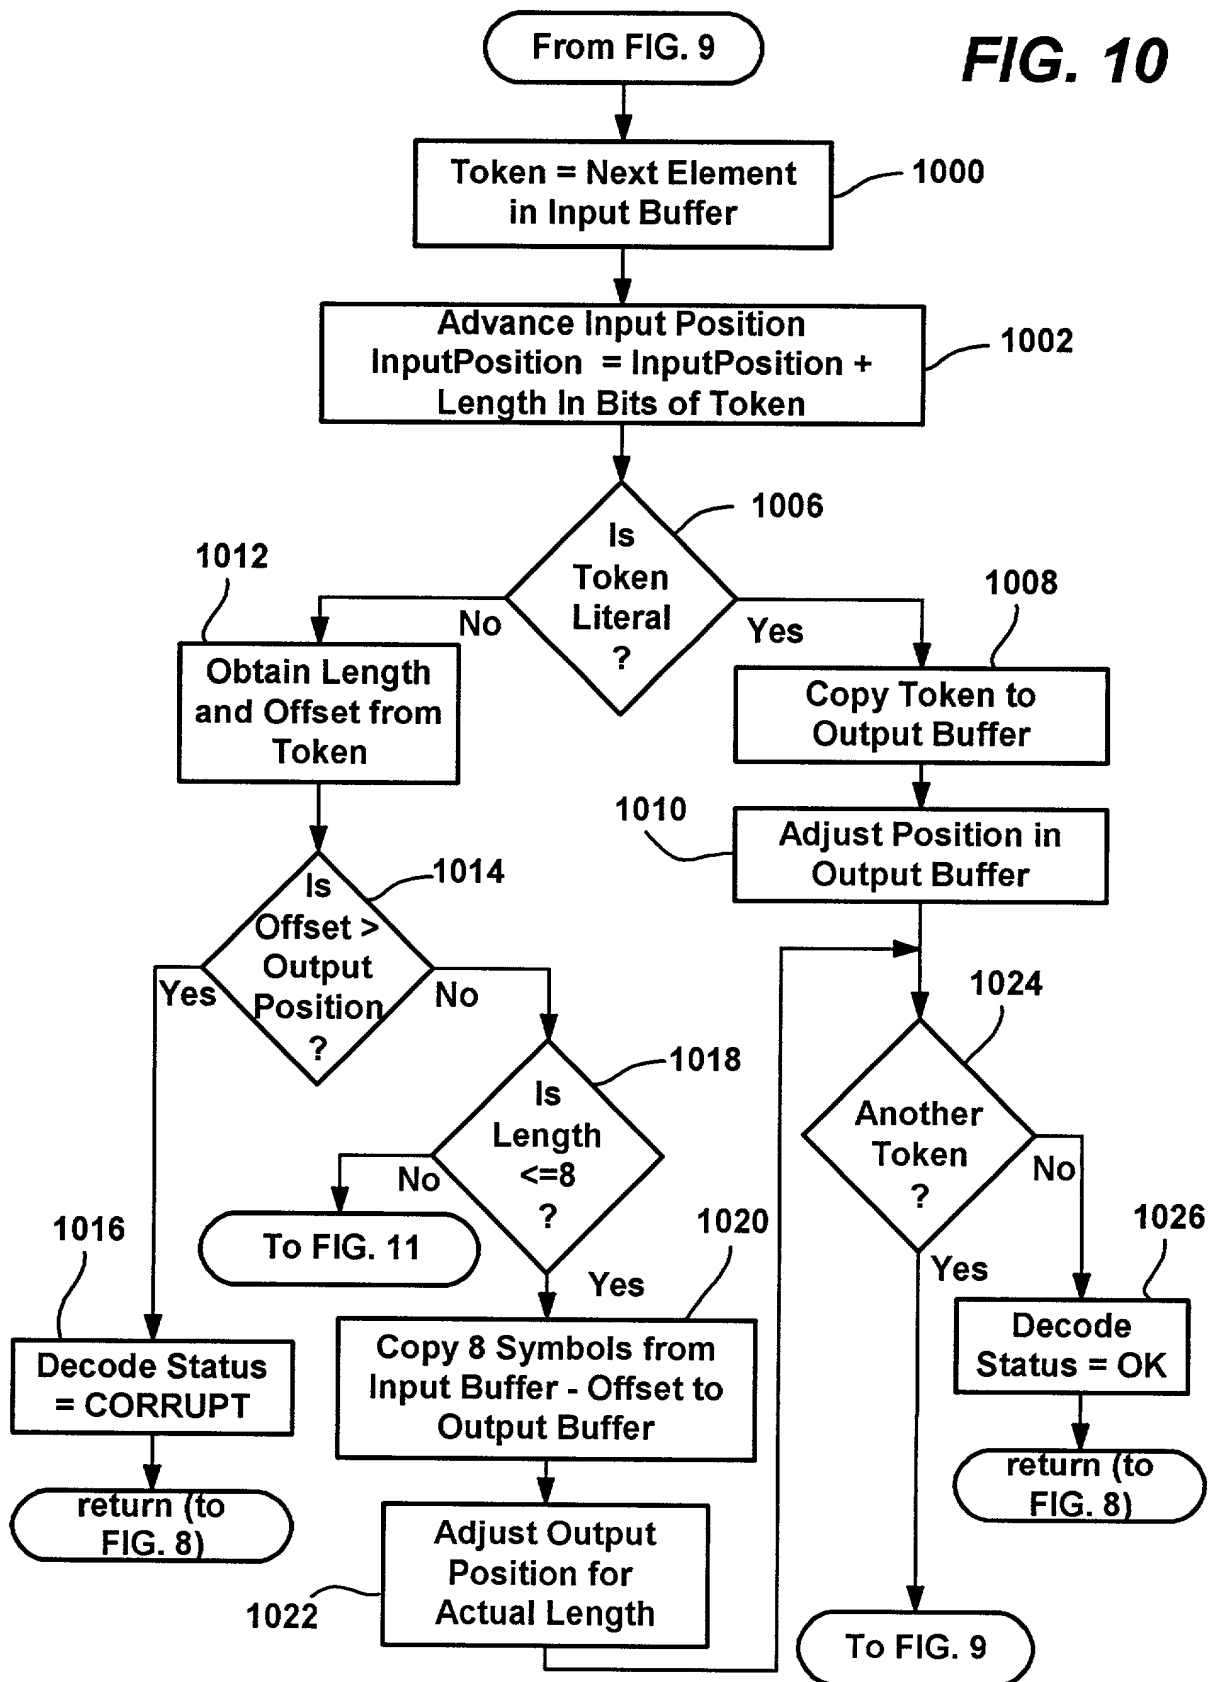 From FIG. 9
FIG. 10
Token = Next Element
in Input Buffer
1000
Advance Input Position
InputPosition = InputPosition +
Length In Bits of Token
1002
1006
Is
Token
Literal
?
No
Yes
1012
Obtain Length
and Offset from
Token
1008
Copy Token to
Output Buffer
1010
Adjust Position in
Output Buffer
1014
Is
Offset >
Output
Position
?
Yes
No
1018
Is
Length
<=8
?
No
Yes
To FIG. 11
1024
Another
Token
?
No
Yes
1016
Decode Status
= CORRUPT
return (to
FIG. 8)
1020
Copy 8 Symbols from
Input Buffer - Offset to
Output Buffer
1022
Adjust Output
Position for
Actual Length
1026
Decode
Status = OK
return (to
FIG. 8)
To FIG. 9